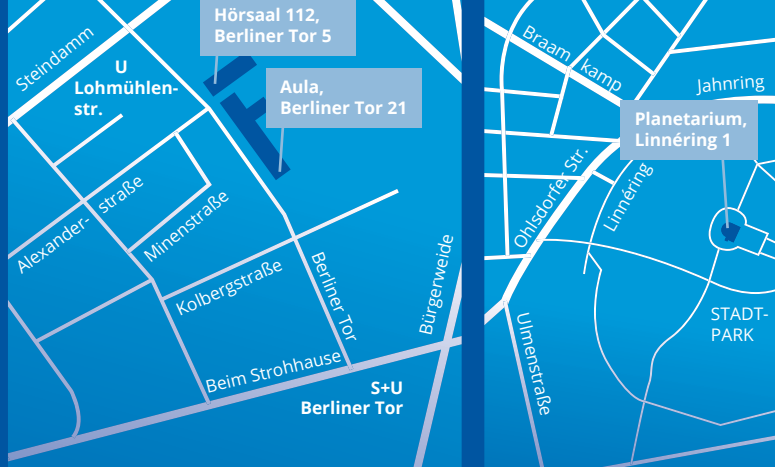 Hörsaal 112,
Berliner Tor 5
Steindamm
U
Lohmühlen-
str.
Aula,
Berliner Tor 21
Alexander-
straße
Minenstraße
Kolbergstraße
Berliner Tor
Bürgerweide
Beim Strohhause
S+U
Berliner Tor
Braam
kamp
Jahnring
Planetarium,
Linnéring 1
Ohlsdorfer Str.
Linnéring
STADT-
PARK
Ulmenstraße